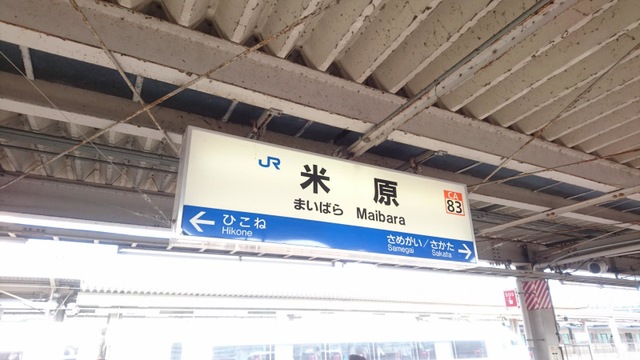 JR
米原
まいばら Maibara
CA
83
← ひこね
Hikone
さめがい/さかた →
Samegai Sakata
SOS